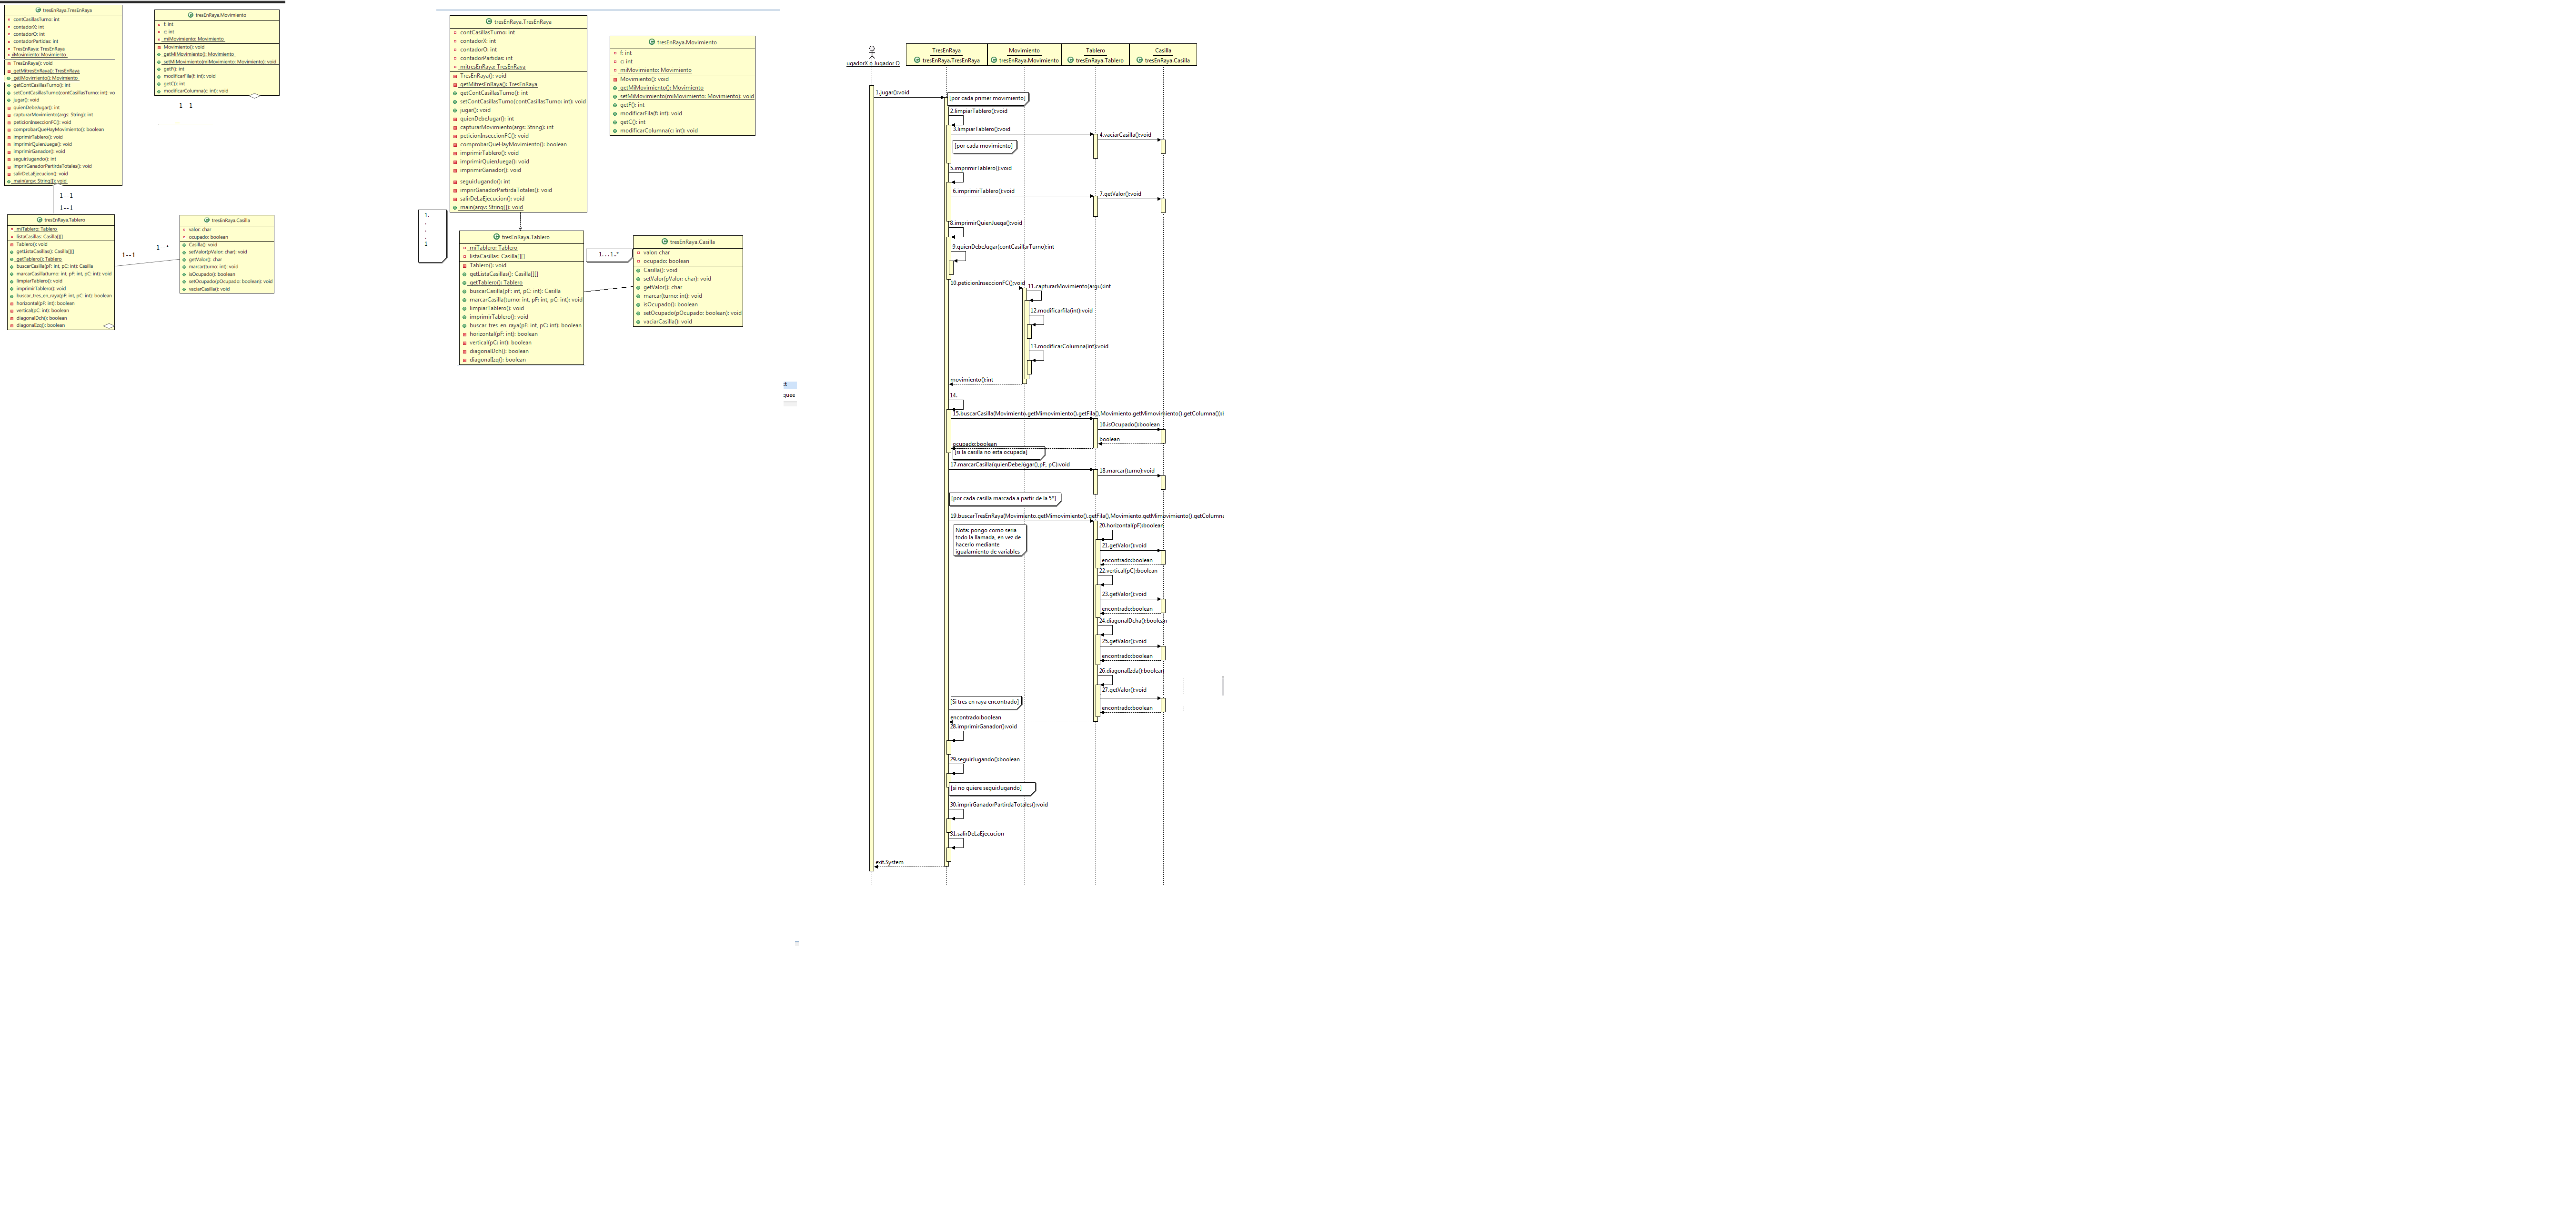 tresEnRaya.TresEnRaya
contCasillasTurno: int
contadorX: int
contadorO: int
contadorPartidas: int
TresEnRaya: TresEnRaya
TresEnRaya(): void
getMitresEnRaya(): TresEnRaya
getMovimiento(): Movimiento
getContCasillasTurno(): int
setContCasillasTurno(contCasillasTurno: int): vo
jugar(): void
quienDebeJugar(): int
capturarMovimiento(args: String): int
peticionInseccionFC(): void
comprobarQueHayMovimiento(): boolean
imprimirTablero(): void
imprimirQuienJuega(): void
imprimirGanador(): void
seguirJugando(): int
imprirGanadorPartirdaTotales(): void
salirDeLaEjecucion(): void
main(argv: String[]): void
tresEnRaya.Movimiento
f: int
c: int
miMovimiento: Movimiento
Movimiento(): void
getMiMovimiento(): Movimiento
setMiMovimiento(miMovimiento: Movimiento): void
getF(): int
modificarFila(f: int): void
getC(): int
modificarColumna(c: int): void
1--1
1--1
1--1
tresEnRaya.Tablero
miTablero: Tablero
listaCasillas: Casilla[][]
Tablero(): void
getListaCasillas(): Casilla[][]
getTablero(): Tablero
buscarCasilla(pF: int, pC: int): Casilla
marcarCasilla(turno: int, pF: int, pC: int): void
limpiarTablero(): void
imprimirTablero(): void
buscar_tres_en_raya(pF: int, pC: int): boolean
horizontal(pF: int): boolean
vertical(pC: int): boolean
diagonalDch(): boolean
diagonalIzq(): boolean
1--1
1--*
tresEnRaya.Casilla
valor: char
ocupado: boolean
Casilla(): void
setValor(pValor: char): void
getValor(): char
marcar(turno: int): void
isOcupado(): boolean
setOcupado(pOcupado: boolean): void
vaciarCasilla(): void
tresEnRaya.TresEnRaya
contCasillasTurno: int
contadorX: int
contadorO: int
contadorPartidas: int
mitresEnRaya: TresEnRaya
TresEnRaya(): void
getMitresEnRaya(): TresEnRaya
getContCasillasTurno(): int
setContCasillasTurno(contCasillasTurno: int): void
jugar(): void
quienDebeJugar(): int
capturarMovimiento(args: String): int
peticionInseccionFC(): void
comprobarQueHayMovimiento(): boolean
imprimirTablero(): void
imprimirQuienJuega(): void
imprimirGanador(): void
seguirJugando(): int
imprirGanadorPartirdaTotales(): void
salirDeLaEjecucion(): void
main(argv: String[]): void
tresEnRaya.Movimiento
f: int
c: int
miMovimiento: Movimiento
Movimiento(): void
getMiMovimiento(): Movimiento
setMiMovimiento(miMovimiento: Movimiento): void
getF(): int
modificarFila(f: int): void
getC(): int
modificarColumna(c: int): void
1.
.
.
.
1
tresEnRaya.Tablero
miTablero: Tablero
listaCasillas: Casilla[][]
Tablero(): void
getListaCasillas(): Casilla[][]
getTablero(): Tablero
buscarCasilla(pF: int, pC: int): Casilla
marcarCasilla(turno: int, pF: int, pC: int): void
limpiarTablero(): void
imprimirTablero(): void
buscar_tres_en_raya(pF: int, pC: int): boolean
horizontal(pF: int): boolean
vertical(pC: int): boolean
diagonalDch(): boolean
diagonalIzq(): boolean
1...1.*
tresEnRaya.Casilla
valor: char
ocupado: boolean
Casilla(): void
setValor(pValor: char): void
getValor(): char
marcar(turno: int): void
isOcupado(): boolean
setOcupado(pOcupado: boolean): void
vaciarCasilla(): void
quee
ugadorX o Jugador O
TresEnRaya
tresEnRaya.TresEnRaya
Movimiento
tresEnRaya.Movimiento
Tablero
tresEnRaya.Tablero
Casilla
tresEnRaya.Casilla
1.jugar():void
[por cada primer movimiento]
2.limpiarTablero():void
3.limpiarTablero():void
4.vaciarCasilla():void
[por cada movimiento]
5.imprimirTablero():void
6.imprimirTablero():void
7.getValor():void
8.imprimirQuienJuega():void
9.quienDebeJugar(contCasillarTurno):int
10.peticionInseccionFC():void
11.capturarMovimiento(argu):int
12.modificarfila(int):void
13.modificarColumna(int):void
movimiento():int
14.
15.buscarCasilla(Movimiento.getMimovimiento().getFila(),Movimiento.getMimovimiento().getColumna()):l
16.isOcupado():boolean
boolean
ocupado:boolean
[si la casilla no esta ocupada]
17.marcarCasilla(quienDebeJugar(),pF, pC):void
18.marcar(turno):void
[por cada casilla marcada a partir de la 5ª]
19.buscarTresEnRaya(Movimiento.getMimovimiento().getFila(),Movimiento.getMimovimiento().getColumna
Nota: pongo como seria
todo la llamada, en vez de
hacerlo mediante
igualamiento de variables
20.horizontal(pF):boolean
21.getValor():void
encontrado:boolean
22.vertical(pC):boolean
23.getValor():void
encontrado:boolean
24.diagonalDcha():boolean
25.getValor():void
encontrado:boolean
26.diagonalIzda():boolean
27.getValor():void
[Si tres en raya encontrado]
encontrado:boolean
encontrado:boolean
28.imprimirGanador():void
29.seguirJugando():boolean
[si no quiere seguirJugando]
30.imprirGanadorPartirdaTotales():void
31.salirDeLaEjecucion
exit.System